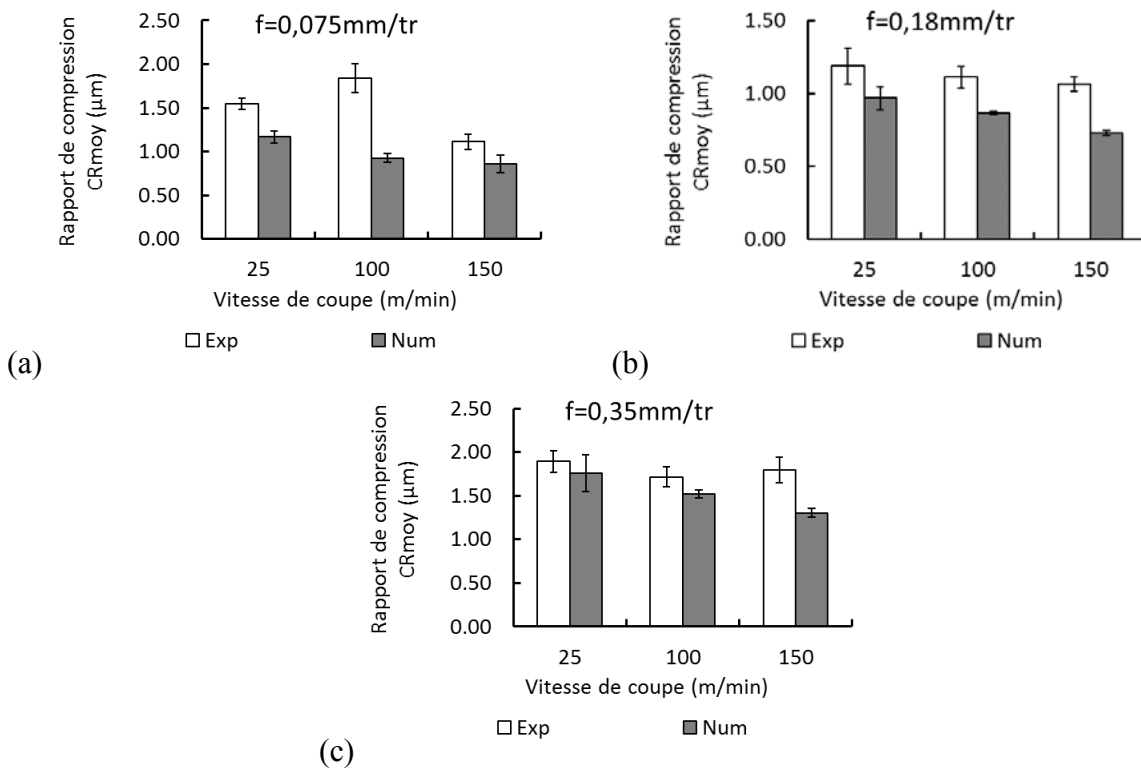 f=0,075mm/tr
Rapport de compression
CRmoy (µm)
2.50
2.00
1.50
1.00
0.50
0.00
25 100 150
Vitesse de coupe (m/min)
Exp Num
(a)
f=0,18mm/tr
Rapport de compression
CRmoy (µm)
1.50
1.00
0.50
0.00
25 100 150
Vitesse de coupe (m/min)
Exp Num
(b)
f=0,35mm/tr
Rapport de compression
CRmoy (µm)
2.50
2.00
1.50
1.00
0.50
0.00
25 100 150
Vitesse de coupe (m/min)
Exp Num
(c)